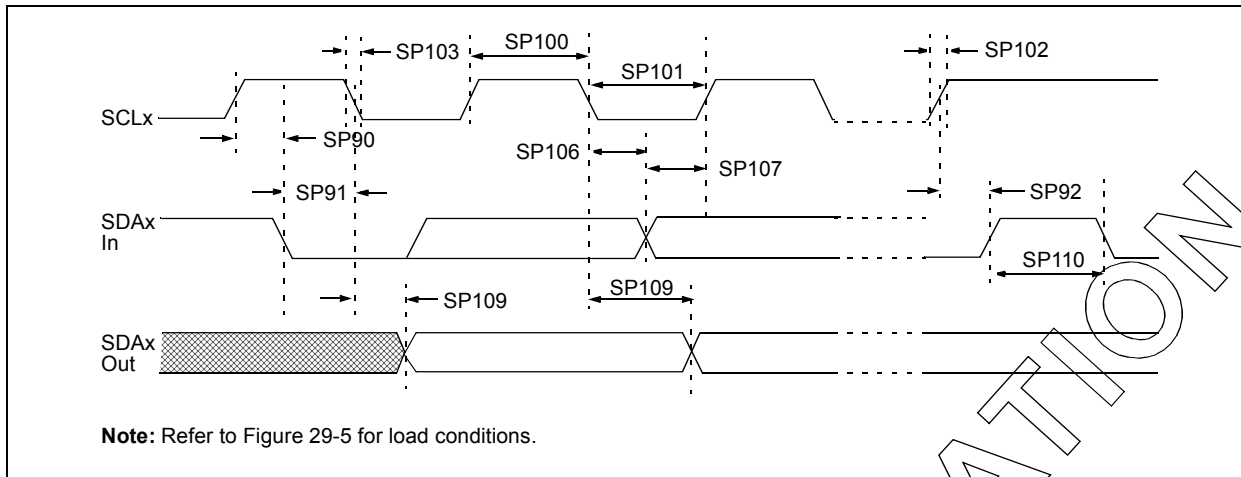 SP103
SP100
SP101
SP102
SCLx
SP90
SP106
SP107
SP91
SP92
SDAx
In
SP110
SP109
SP109
SDAx
Out
Note: Refer to Figure 29-5 for load conditions.
ATION